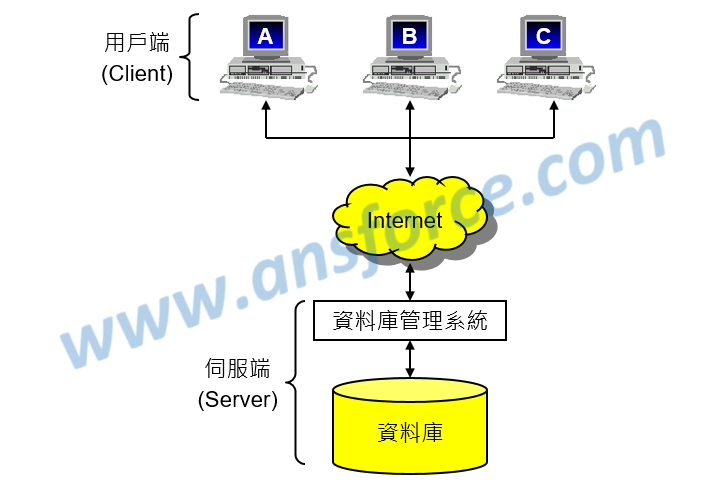 用戶端
(Client)
A
B
C
Internet
資料庫管理系統
伺服端
(Server)
資料庫
www.ansforce.com